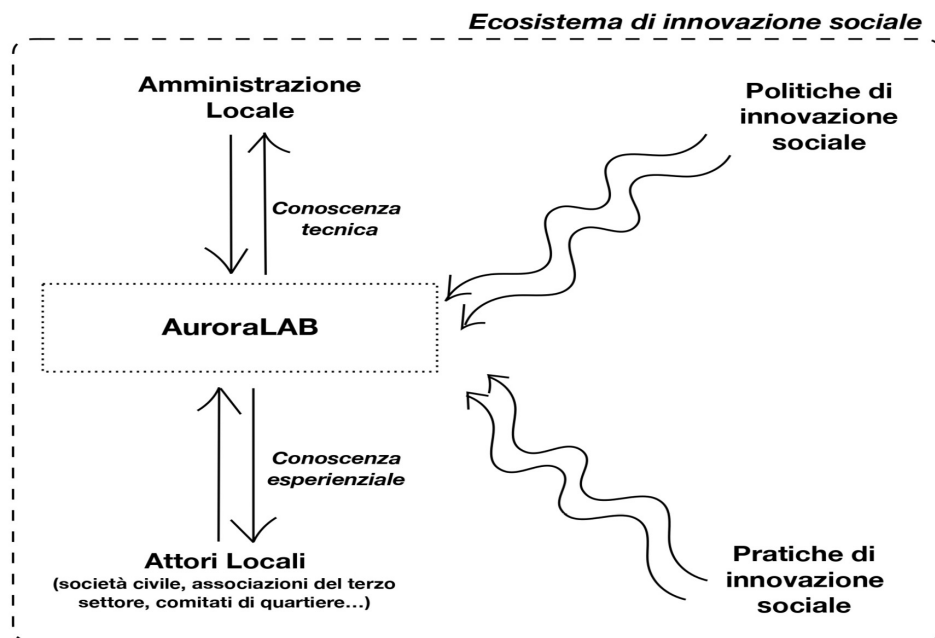 Ecosistema di innovazione sociale
Amministrazione
Locale
Politiche di
innovazione
sociale
Conoscenza
tecnica
AuroraLAB
Conoscenza
esperienziale
Attori Locali
(società civile, associazioni del terzo
settore, comitati di quartiere...)
Pratiche di
innovazione
sociale